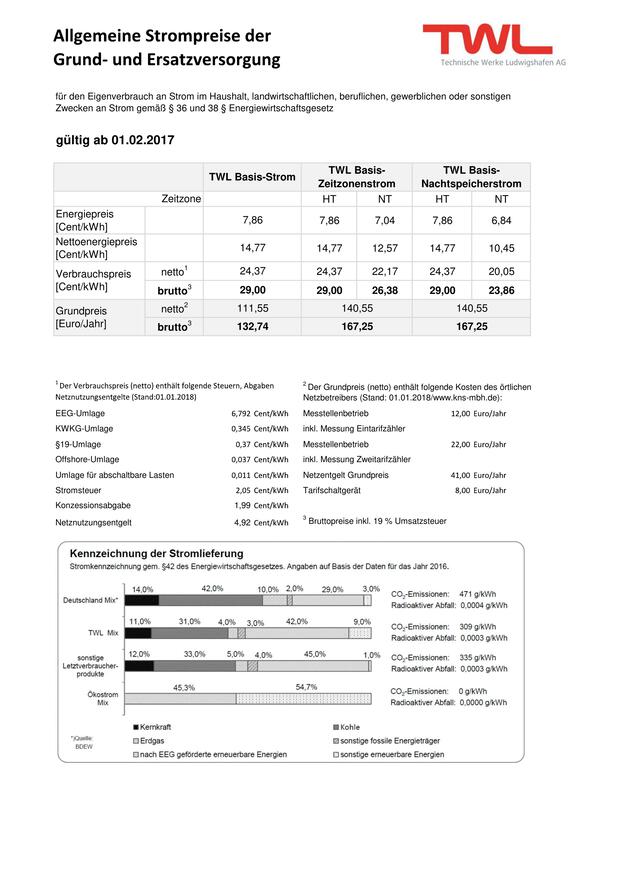 Allgemeine Strompreise der
Grund- und Ersatzversorgung
TWL
Technische Werke Ludwigshafen AG
für den Eigenverbrauch an Strom im Haushalt, landwirtschaftlichen, beruflichen, gewerblichen oder sonstigen
Zwecken an Strom gemäß § 36 und 38 § Energiewirtschaftsgesetz
gültig ab 01.02.2017
TWL Basis-Strom TWL Basis-Zeitzonenstrom TWL Basis-Nachtspeicherstrom
Zeitzone HT NT HT NT
Energiepreis [Cent/kWh] 7,86 7,86 7,04 7,86 6,84
Nettoenergiepreis [Cent/kWh] 14,77 14,77 12,57 14,77 10,45
Verbrauchspreis [Cent/kWh] netto1 24,37 24,37 22,17 24,37 20,05
brutto3 29,00 29,00 26,38 29,00 23,86
Grundpreis [Euro/Jahr] netto2 111,55 140,55 140,55
brutto3 132,74 167,25 167,25
1 Der Verbrauchspreis (netto) enthält folgende Steuern, Abgaben
Netznutzungsentgelte (Stand:01.01.2018)
EEG-Umlage 6,792 Cent/kWh
KWKG-Umlage 0,345 Cent/kWh
§19-Umlage 0,37 Cent/kWh
Offshore-Umlage 0,037 Cent/kWh
Umlage für abschaltbare Lasten 0,011 Cent/kWh
Stromsteuer 2,05 Cent/kWh
Konzessionsabgabe 1,99 Cent/kWh
Netznutzungsentgelt 4,92 Cent/kWh
2 Der Grundpreis (netto) enthält folgende Kosten des örtlichen
Netzbetreibers (Stand: 01.01.2018/www.kns-mbh.de):
Messtellenbetrieb 12,00 Euro/Jahr
inkl. Messung Eintarifzähler
Messtellenbetrieb 22,00 Euro/Jahr
inkl. Messung Zweitarifzähler
Netzentgelt Grundpreis 41,00 Euro/Jahr
Tarifschaltgerät 8,00 Euro/Jahr
3 Bruttopreise inkl. 19 % Umsatzsteuer
Kennzeichnung der Stromlieferung
Stromkennzeichnung gem. §42 des Energiewirtschaftsgesetzes. Angaben auf Basis der Daten für das Jahr 2016.
14,0% 42,0% 10,0% 2,0% 29,0% 3,0%
Deutschland Mix* CO2-Emissionen: 471 g/kWh
Radioaktiver Abfall: 0,0004 g/kWh
11,0% 31,0% 4,0% 3,0% 42,0% 9,0%
TWL Mix CO2-Emissionen: 309 g/kWh
Radioaktiver Abfall: 0,0003 g/kWh
12,0% 33,0% 5,0% 4,0% 45,0% 1,0%
sonstige Letztverbraucher-produkte CO2-Emissionen: 335 g/kWh
Radioaktiver Abfall: 0,0003 g/kWh
45,3% 54,7%
Ökostrom Mix CO2-Emissionen: 0 g/kWh
Radioaktiver Abfall: 0,0000 g/kWh
Kernkraft Kohle
Erdgas sonstige fossile Energieträger
nach EEG geförderte erneuerbare Energien sonstige erneuerbare Energien
*)Quelle:
BDEW